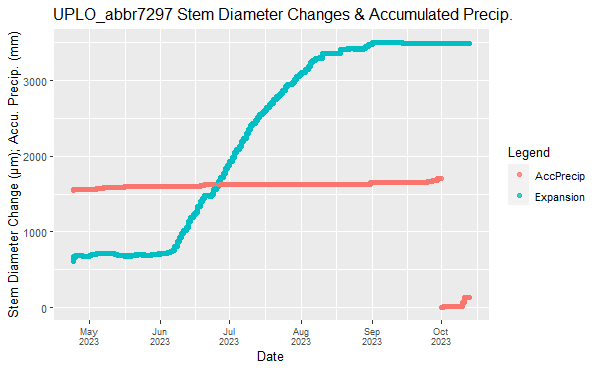 UPLO_abbr7297 Stem Diameter Changes & Accumulated Precip.
Stem Diameter Change (µm); Accu. Precip. (mm)
3000
2000
1000
0
May
2023
Jun
2023
Jul
2023
Aug
2023
Sep
2023
Oct
2023
Date
Legend
AccPrecip
Expansion